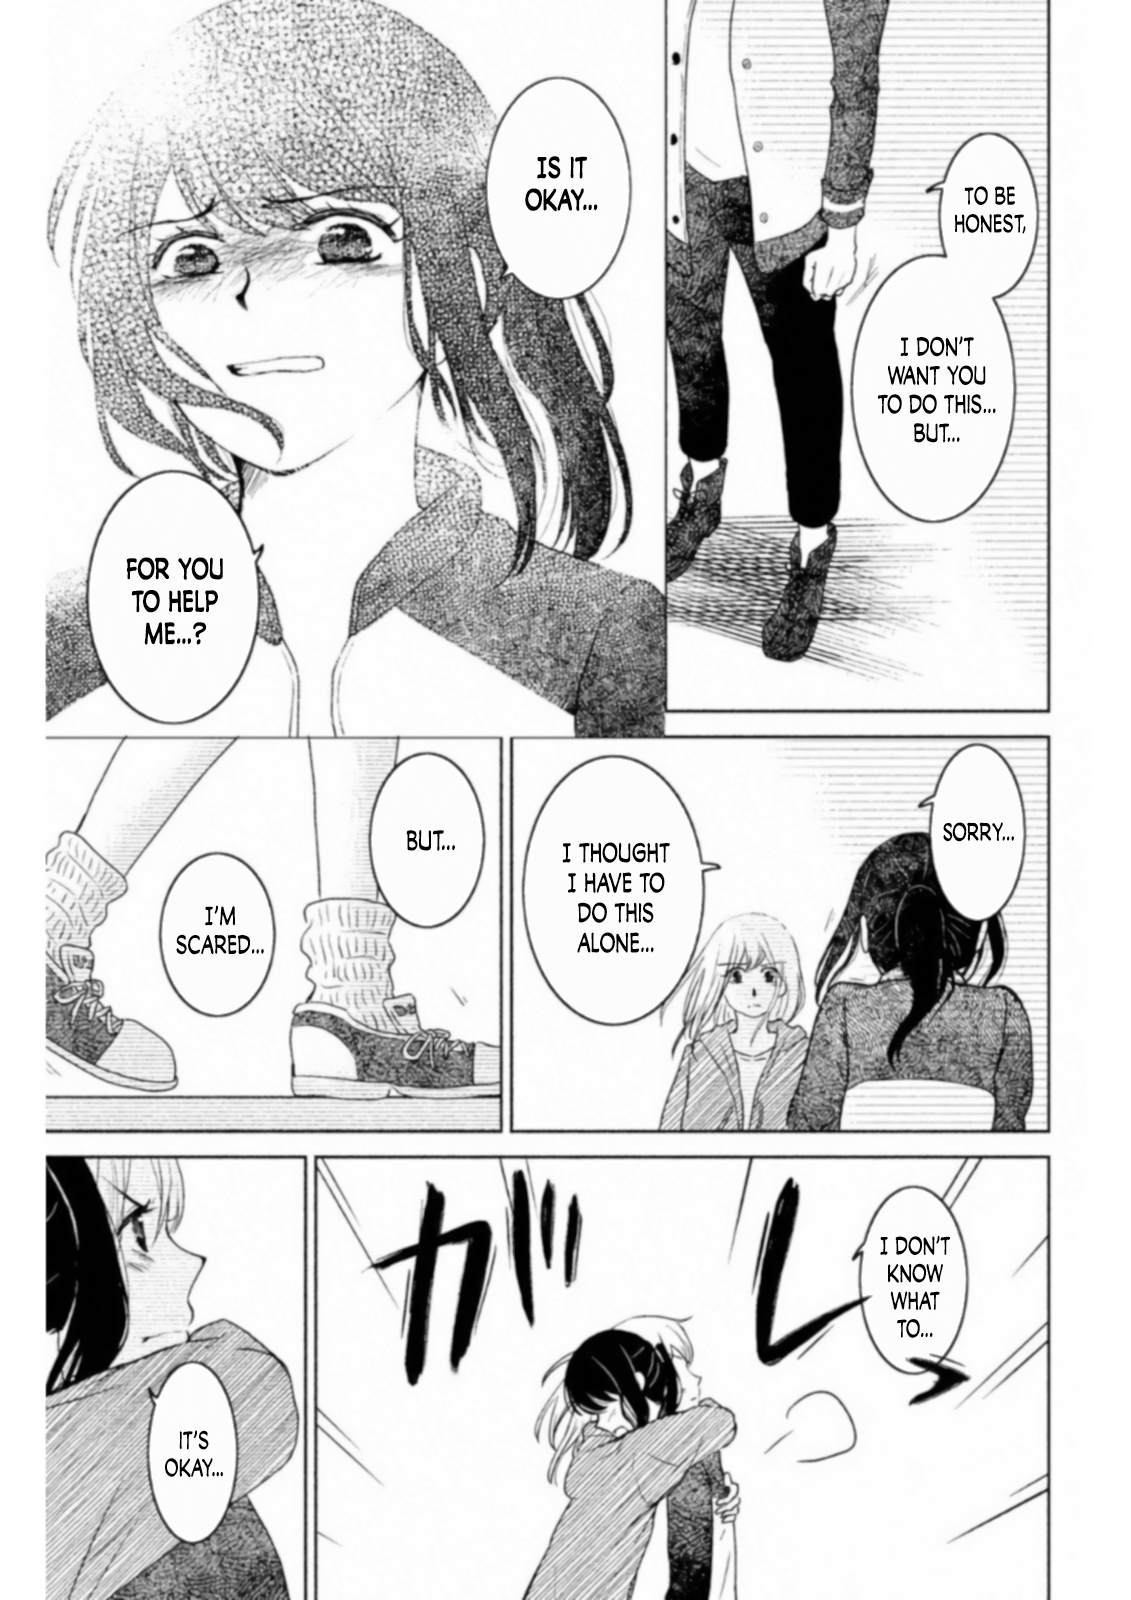 TO BE
HONEST,
I DON'T
WANT YOU
TO DO THIS...
BUT...
IS IT
OKAY...
FOR YOU
TO HELP
ME...?
SORRY...
I THOUGHT
I HAVE TO
DO THIS
ALONE...
BUT...
I'M
SCARED...
I DON'T
KNOW
WHAT
TO...
ガバッ
IT'S
OKAY...